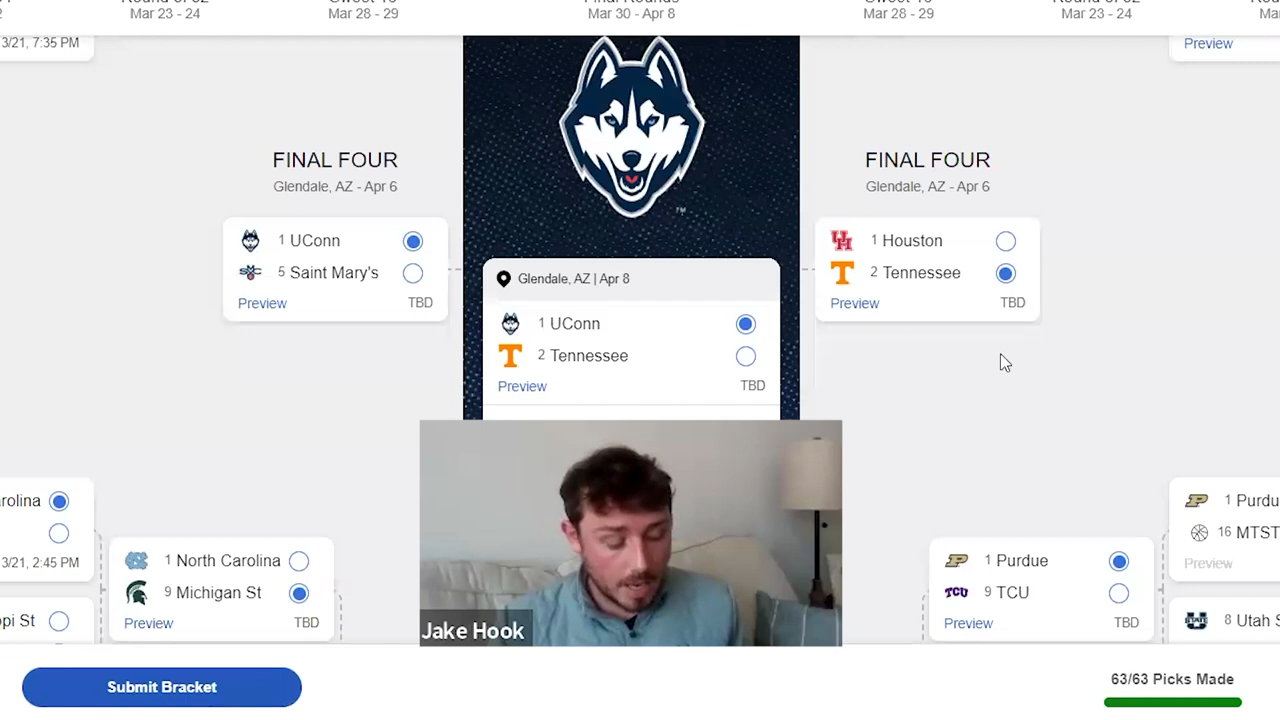 Mar 23 - 24
Mar 28 - 29
Mar 30 - Apr 8
Mar 28 - 29
Mar 23 - 24
3/21, 7:35 PM
Preview
FINAL FOUR
Glendale, AZ - Apr 6
1 UConn
5 Saint Mary's
Preview TBD
TM
Glendale, AZ | Apr 8
1 UConn
2 Tennessee
Preview TBD
FINAL FOUR
Glendale, AZ - Apr 6
1 Houston
2 Tennessee
Preview TBD
rolina
3/21, 2:45 PM
pi St
1 North Carolina
9 Michigan St
Preview TBD
Jake Hook
1 Purdue
TCU 9 TCU
Preview TBD
1 Purdu
16 MTST
Preview
8 Utah S
Submit Bracket
63/63 Picks Made